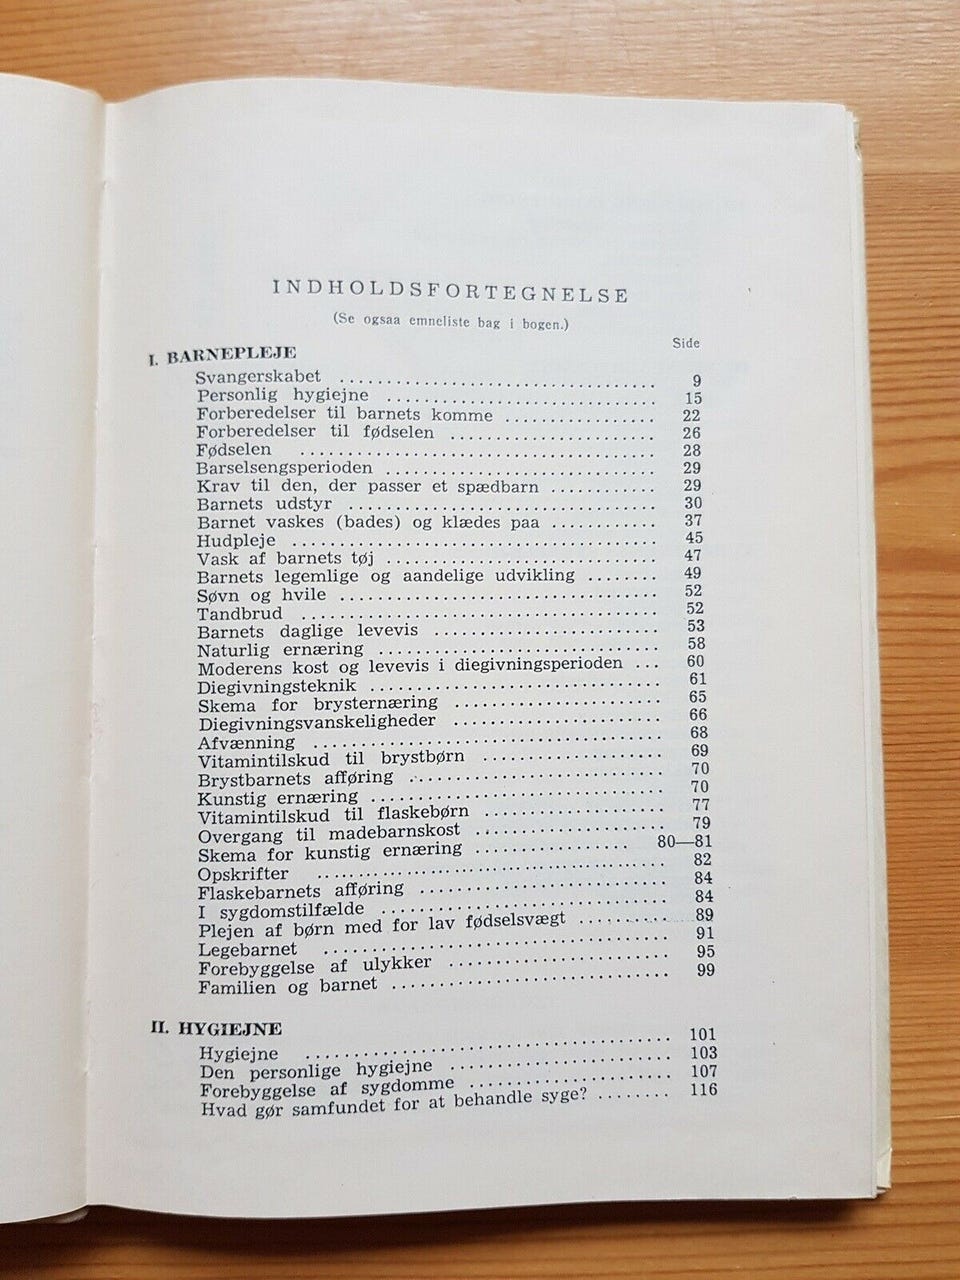 INDHOLDSFORTEGNELSE
(Se ogsaa emneliste bag i bogen.)
Side
I. BARNEPLEJE
Svangerskabet ........................ 9
Personlig hygiejne ........................ 15
Forberedelser til barnets komme ................ 22
Forberedelser til fødselen .................... 26
Fødselen ................................ 28
Barselsengsperioden ........................ 29
Krav til den, der passer et spædbarn ............ 29
Barnets udstyr ............................ 30
Barnet vaskes (bades) og klædes paa ............ 37
Hudpleje ................................ 45
Vask af barnets tøj ........................ 47
Barnets legemlige og aandelige udvikling ........ 49
Søvn og hvile ............................ 52
Tandbrud ................................ 52
Barnets daglige levevis ...................... 53
Naturlig ernæring .......................... 58
Moderens kost og levevis i diegivningsperioden ... 60
Diegivningsteknik .......................... 61
Skema for brysternæring .................... 65
Diegivningsvanskeligheder .................... 66
Afvænning ................................ 68
Vitamintilskud til brystbørn .................. 69
Brystbarnets afføring ........................ 70
Kunstig ernæring .......................... 70
Vitamintilskud til flaskebørn .................. 77
Overgang til madebarnskost .................. 79
Skema for kunstig ernæring ................ 80—81
Opskrifter ................................ 82
Flaskebarnets afføring ...................... 84
I sygdomstilfælde .......................... 84
Plejen af børn med for lav fødselsvægt .......... 89
Legebarnet ................................ 91
Forebyggelse af ulykker .................... 95
Familien og barnet .......................... 99
II. HYGIEJNE
Hygiejne ................................ 101
Den personlige hygiejne .................... 103
Forebyggelse af sygdomme .................... 107
Hvad gør samfundet for at behandle syge? ........ 116